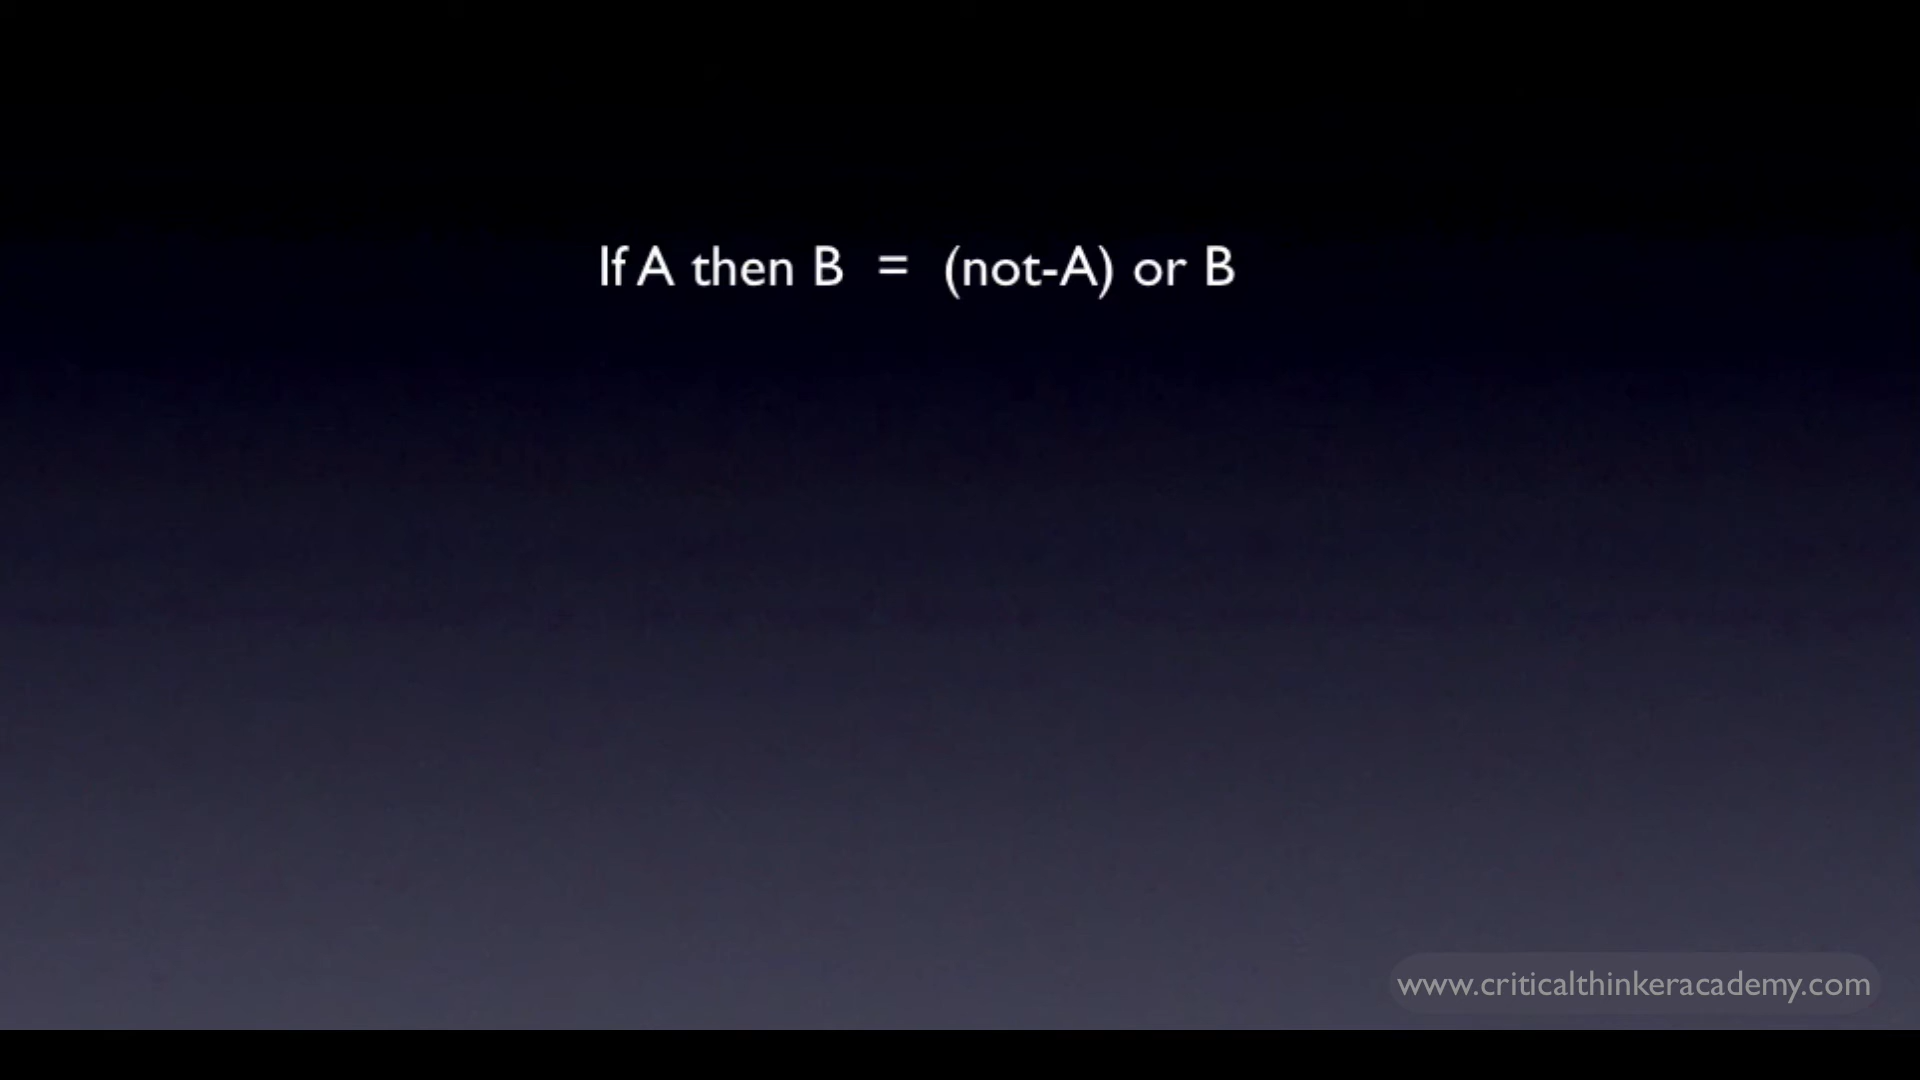 If A then B = (not-A) or B
www.criticalthinkeracademy.com